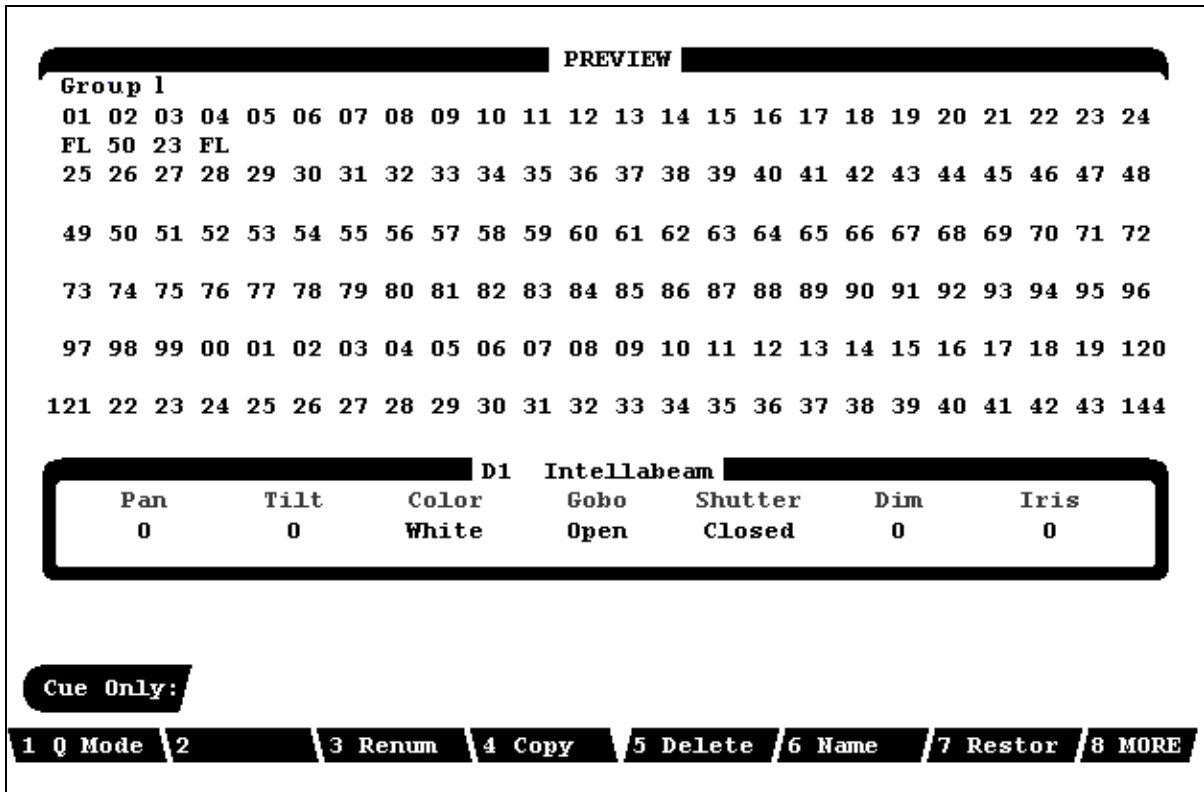 PREVIEW
Group 1
01 02 03 04 05 06 07 08 09 10 11 12 13 14 15 16 17 18 19 20 21 22 23 24
FL 50 23 FL
25 26 27 28 29 30 31 32 33 34 35 36 37 38 39 40 41 42 43 44 45 46 47 48
49 50 51 52 53 54 55 56 57 58 59 60 61 62 63 64 65 66 67 68 69 70 71 72
73 74 75 76 77 78 79 80 81 82 83 84 85 86 87 88 89 90 91 92 93 94 95 96
97 98 99 00 01 02 03 04 05 06 07 08 09 10 11 12 13 14 15 16 17 18 19 120
121 22 23 24 25 26 27 28 29 30 31 32 33 34 35 36 37 38 39 40 41 42 43 144
D1 Intellabeam
Pan Tilt Color Gobo Shutter Dim Iris
0 0 White Open Closed 0 0
Cue Only:
1 Q Mode 2 3 Renum 4 Copy 5 Delete 6 Name 7 Restor 8 MORE